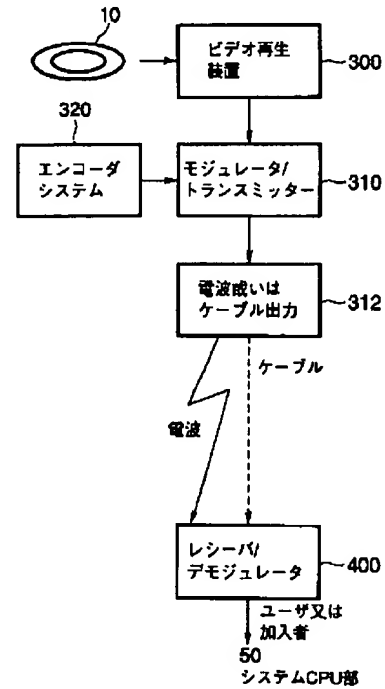 10
ビデオ再生
装置
300
320
エンコーダ
システム
モジュレータ/
トランスミッター
310
電波或いは
ケーブル出力
312
ケーブル
電波
レシーバ/
デモジュレータ
400
ユーザ又は
加入者
50
システムCPU部